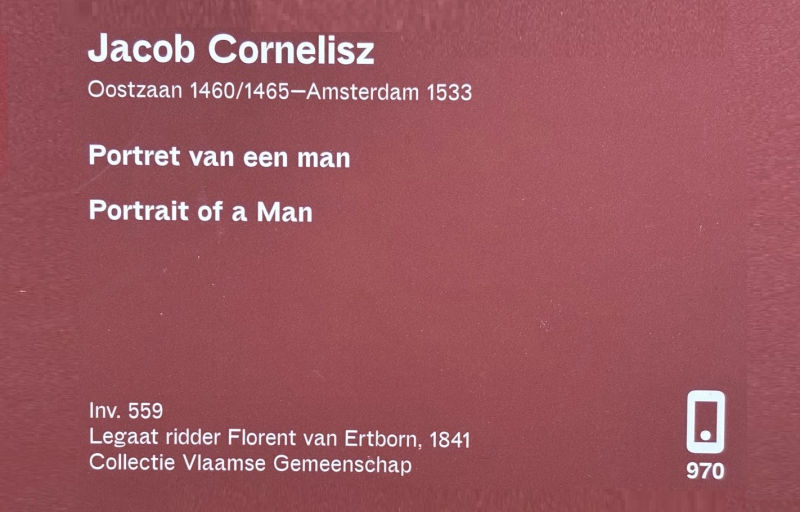 Jacob Cornelisz
Oostzaan 1460/1465—Amsterdam 1533
Portret van een man
Portrait of a Man
Inv. 559
Legaat ridder Florent van Ertborn, 1841
Collectie Vlaamse Gemeenschap
970